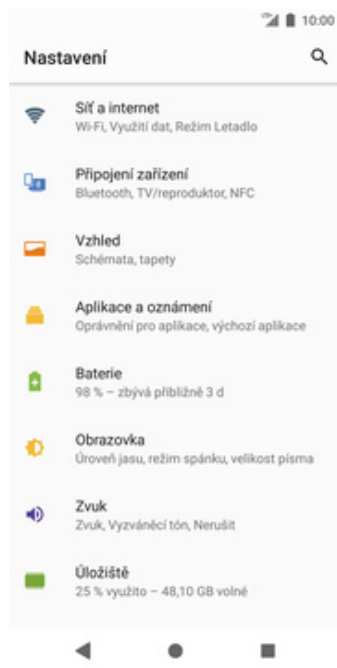 10:00
Nastavení
Síť a internet
Wi-Fi, Využití dat, Režim Letadlo
Připojení zařízení
Bluetooth, TV/reproduktor, NFC
Vzhled
Schémata, tapety
Aplikace a oznámení
Oprávnění pro aplikace, výchozí aplikace
Baterie
98 % – zbývá přibližně 3 d
Obrazovka
Úroveň jasu, režim spánku, velikost písma
Zvuk
Zvuk, Vyzváněcí tón, Nerušit
Úložiště
25 % využito – 48,10 GB volné